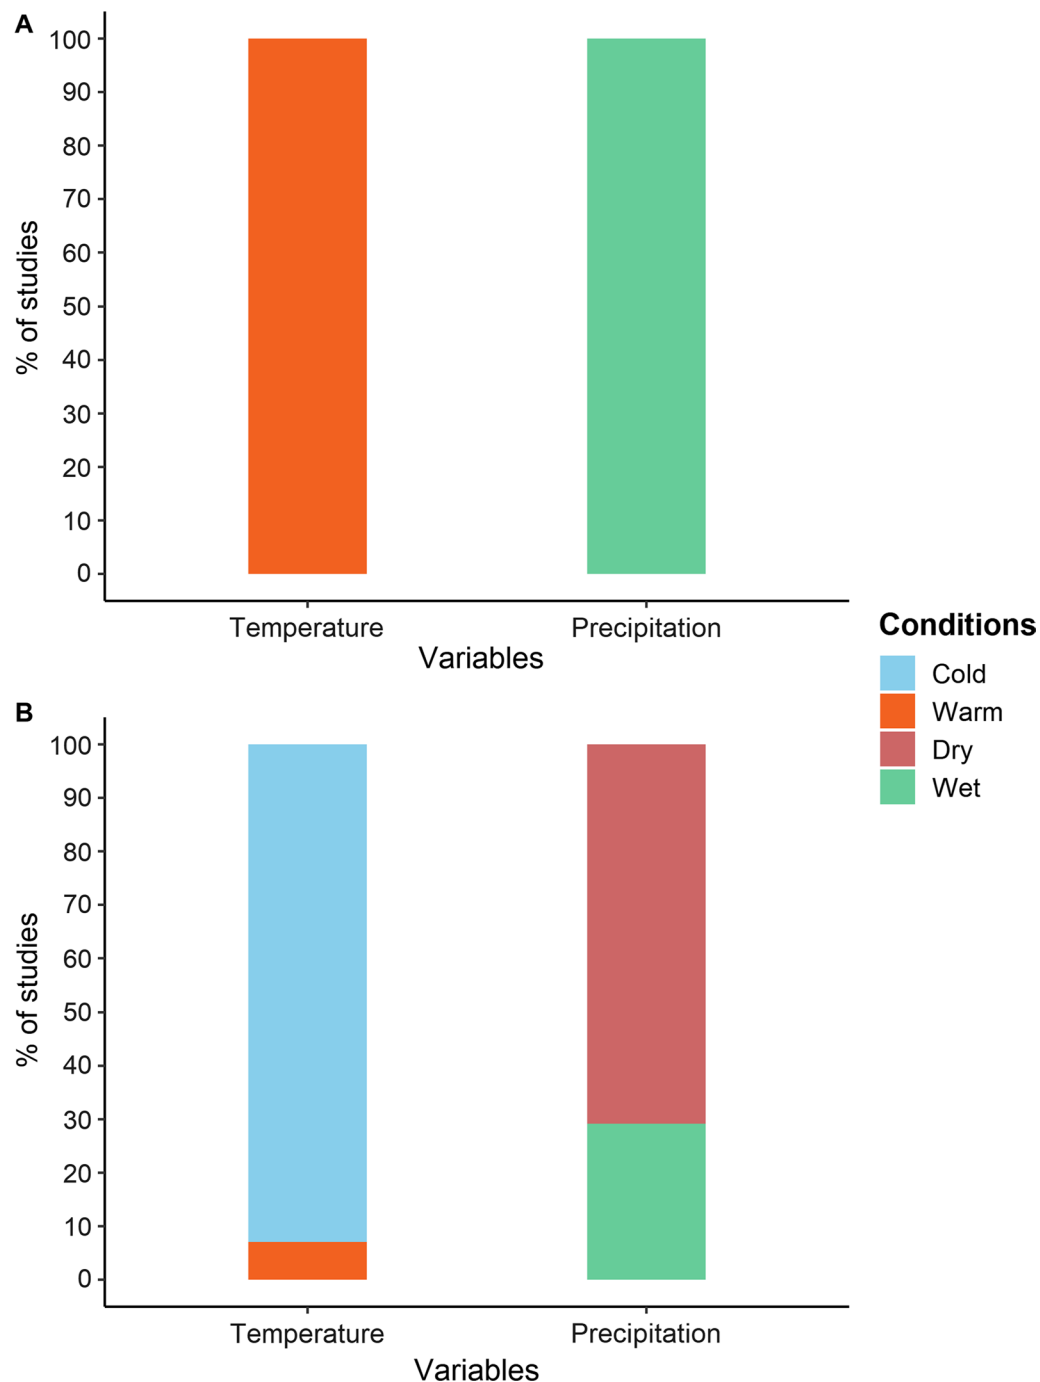 A
100
90
80
70
60
50
40
30
20
10
0
% of studies
Temperature Precipitation
Variables
Conditions
Cold
Warm
Dry
Wet
B
100
90
80
70
60
50
40
30
20
10
0
% of studies
Temperature Precipitation
Variables